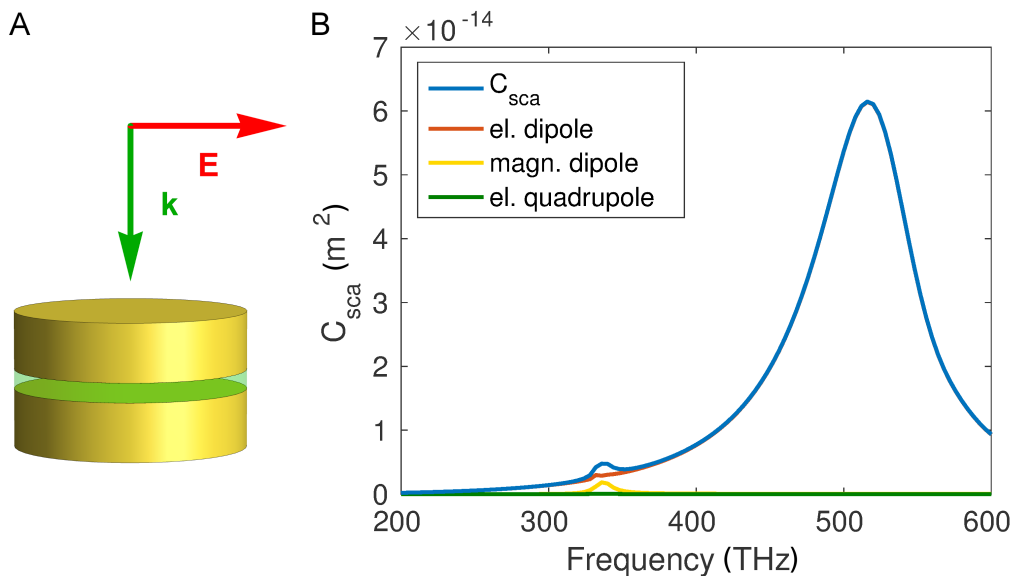 A
B
E
k
×10 -14
7
6
5
4
3
2
1
0
C sca (m 2)
C sca
el. dipole
magn. dipole
el. quadrupole
200 300 400 500 600
Frequency (THz)